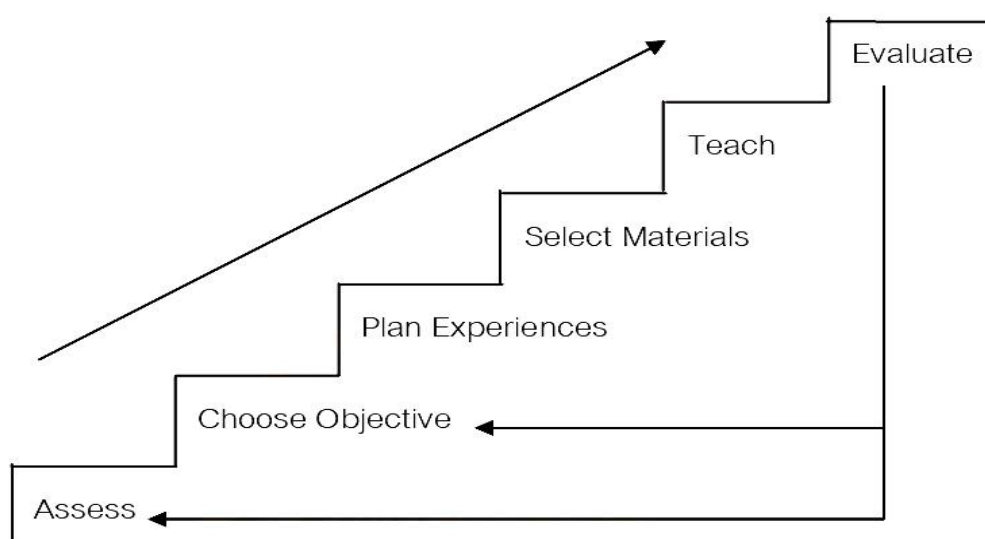 Evaluate
Teach
Select Materials
Plan Experiences
Choose Objective
Assess